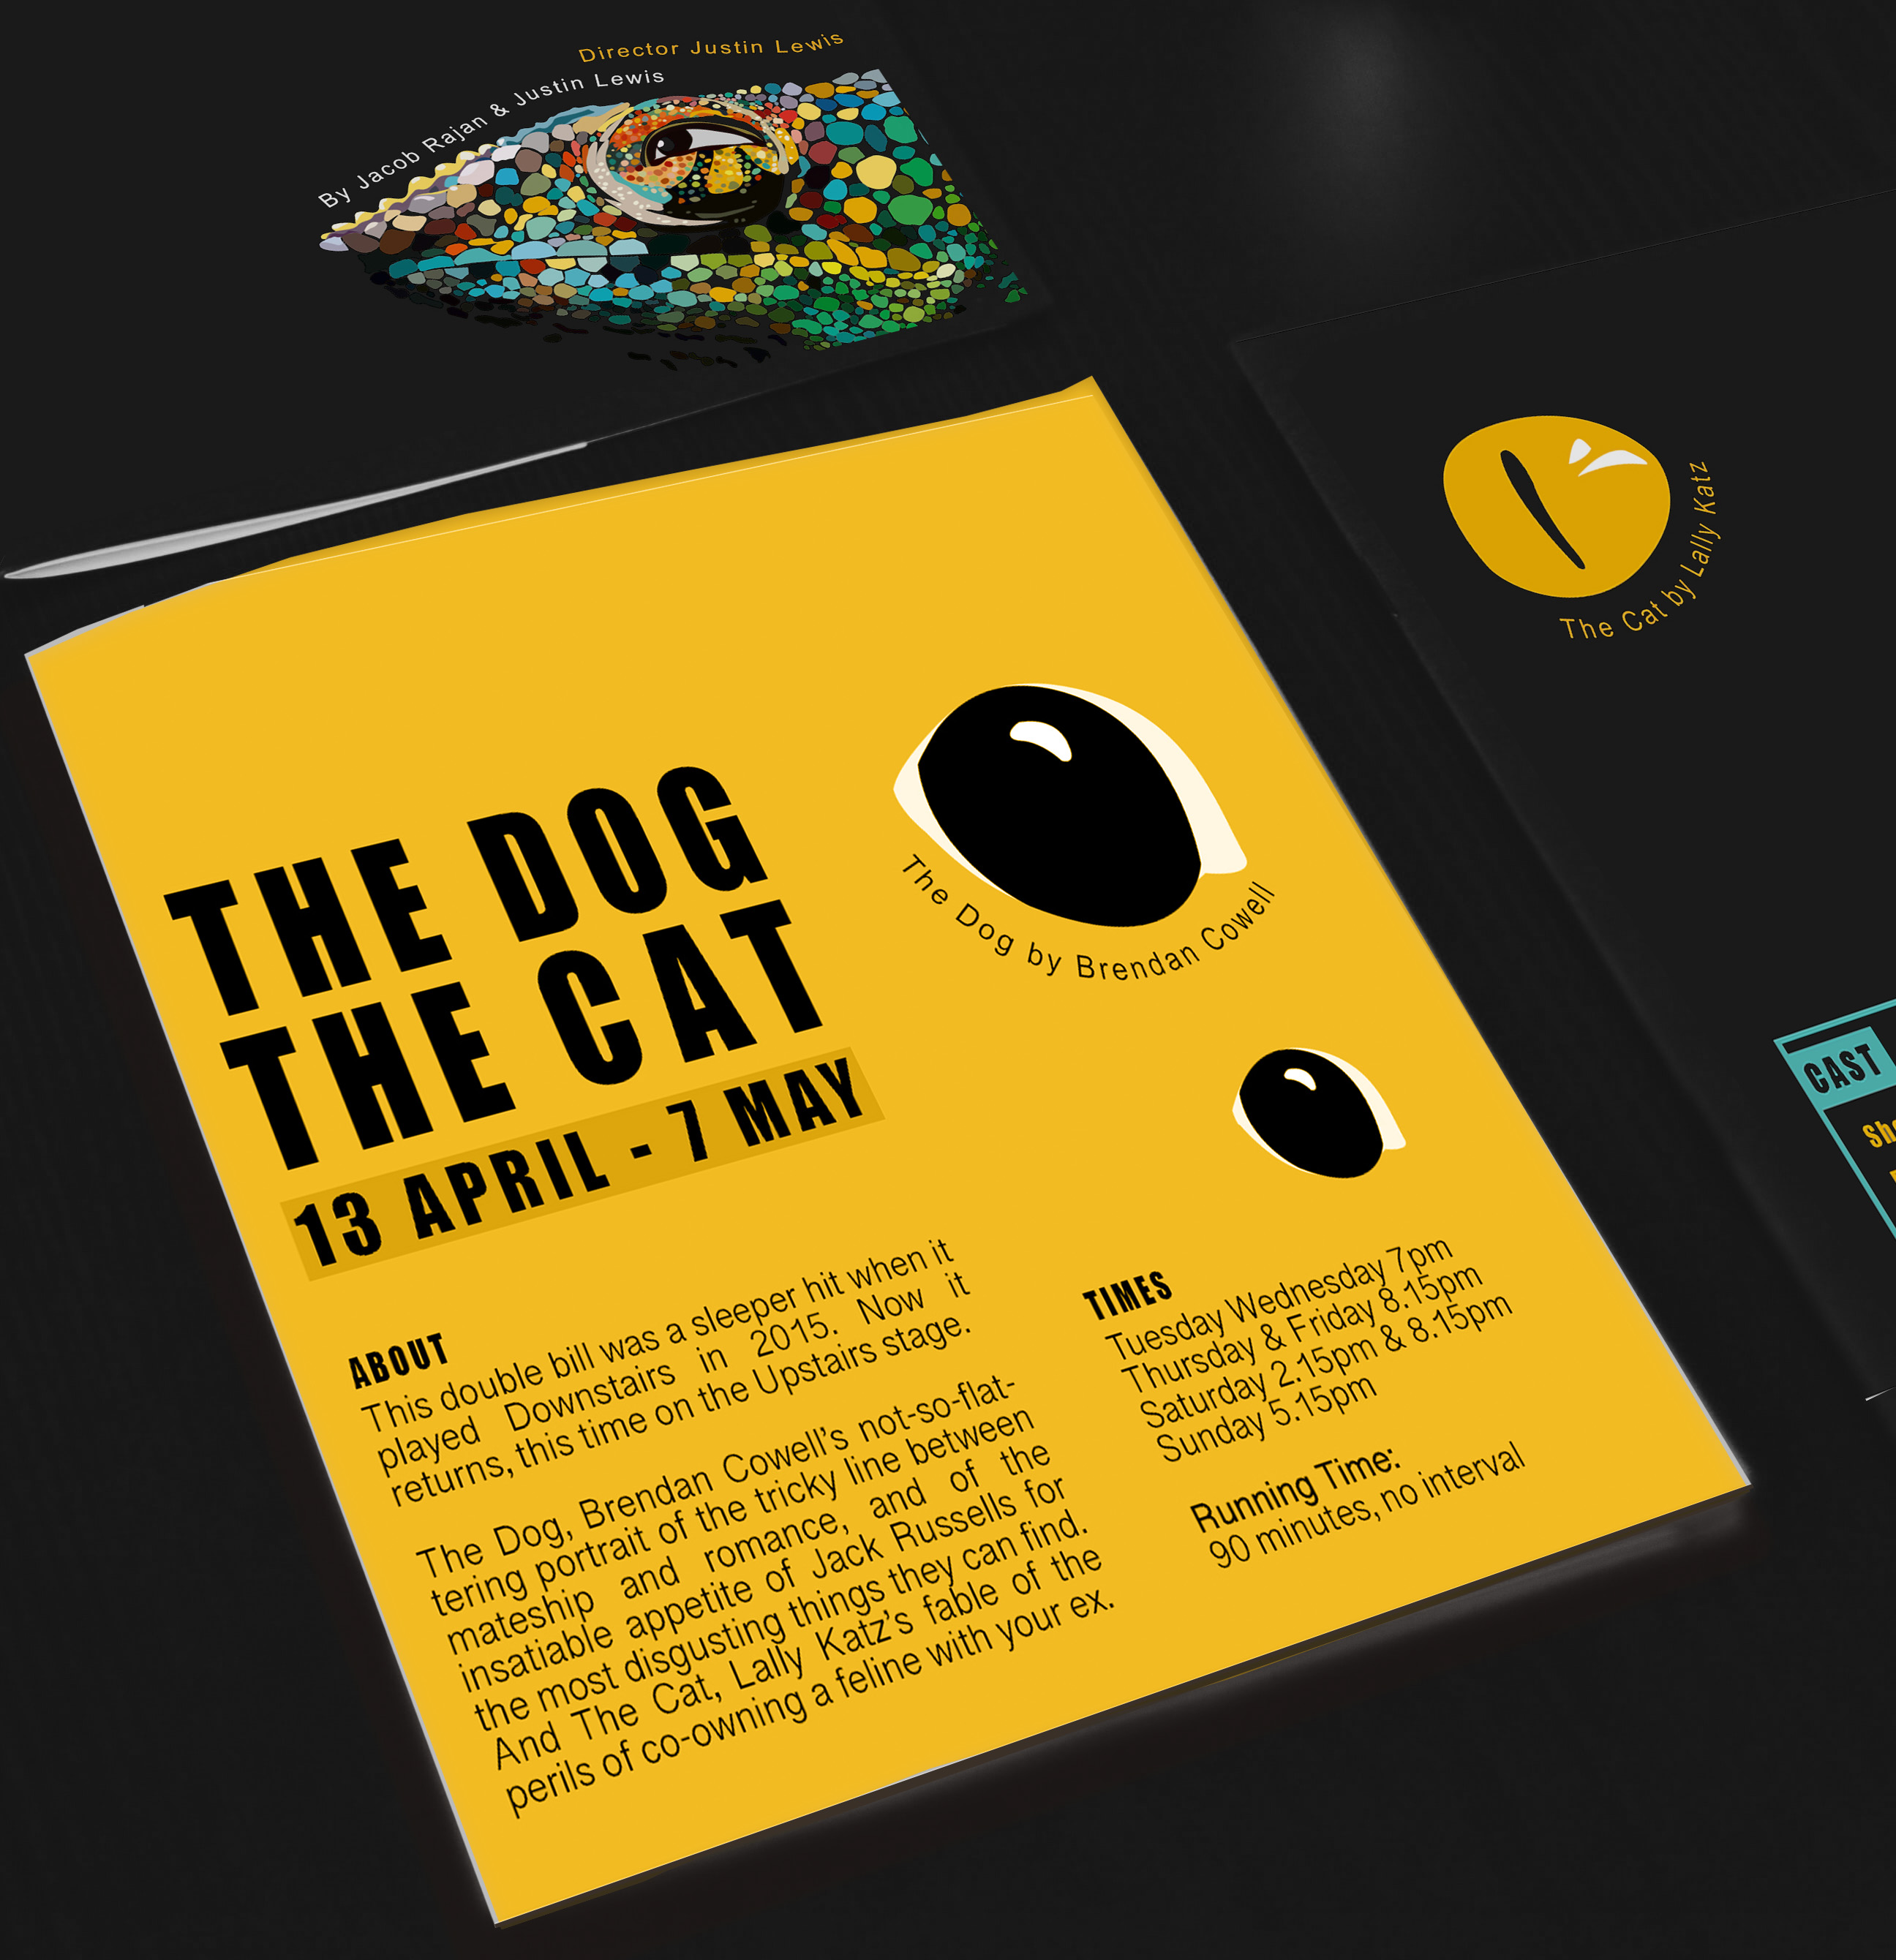 Director Justin Lewis
By Jacob Rajan & Justin Lewis
The Cat by Lally Katz
THE DOG
THE CAT
13 APRIL - 7 MAY
The Dog by Brendan Cowell
ABOUT
This double bill was a sleeper hit when it
played Downstairs in 2015. Now it
returns, this time on the Upstairs stage.
The Dog, Brendan Cowell's not-so-flat-
tering portrait of the tricky line between
mateship and romance, and of the
insatiable appetite of Jack Russells for
the most disgusting things they can find.
And The Cat, Lally Katz's fable of the
perils of co-owning a feline with your ex.
TIMES
Tuesday Wednesday 7pm
Thursday & Friday 8.15pm
Saturday 2.15pm & 8.15pm
Sunday 5.15pm
Running Time:
90 minutes, no interval
CAST